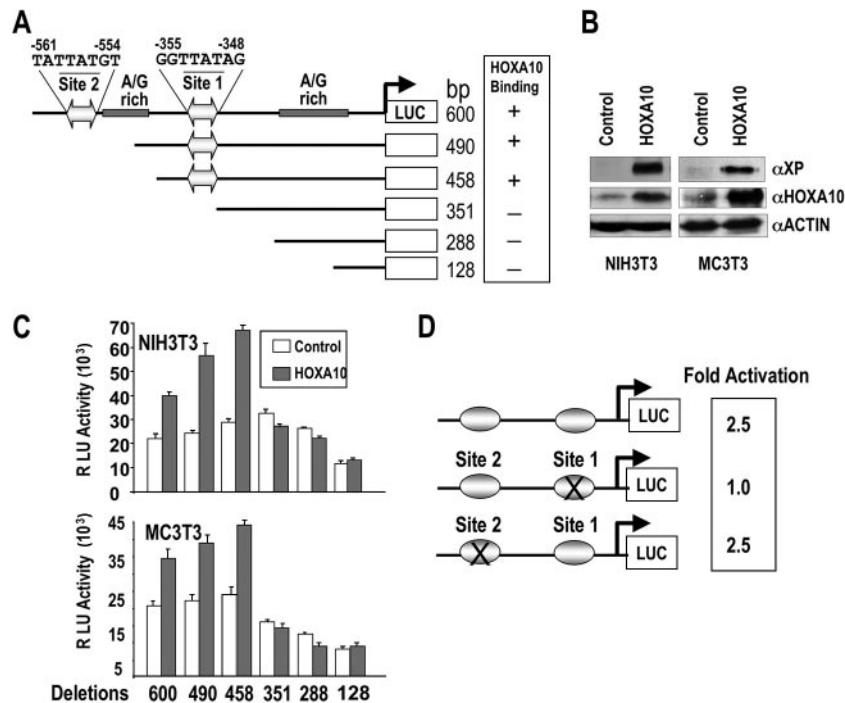 A
-561 -554 -355 -348
TATTATGT GGTTATAG
Site 2 A/G rich Site 1 A/G rich
LUC
bp
600
490
458
351
288
128
HOXA10 Binding
+
+
+
–
–
–
B
Control HOXA10 Control HOXA10
αXP
αHOXA10
αACTIN
NIH3T3 MC3T3
C
R LU Activity (10³)
70
60
50
40
30
20
10
0
NIH3T3
Control
HOXA10
R LU Activity (10³)
45
35
25
15
5
MC3T3
Deletions 600 490 458 351 288 128
D
Fold Activation
LUC 2.5
Site 2 Site 1
X LUC 1.0
Site 2 Site 1
X LUC 2.5